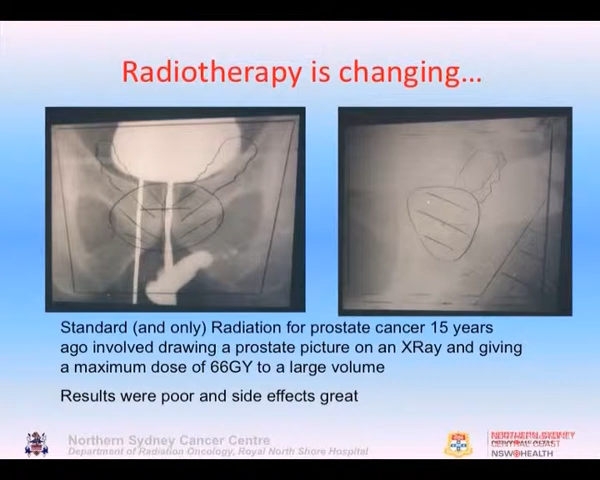 Radiotherapy is changing...
Standard (and only) Radiation for prostate cancer 15 years
ago involved drawing a prostate picture on an XRay and giving
a maximum dose of 66GY to a large volume
Results were poor and side effects great
Northern Sydney Cancer Centre
Department of Radiation Oncology, Royal North Shore Hospital
NORTHERN SYDNEY
CENTRAL COAST
NSW HEALTH